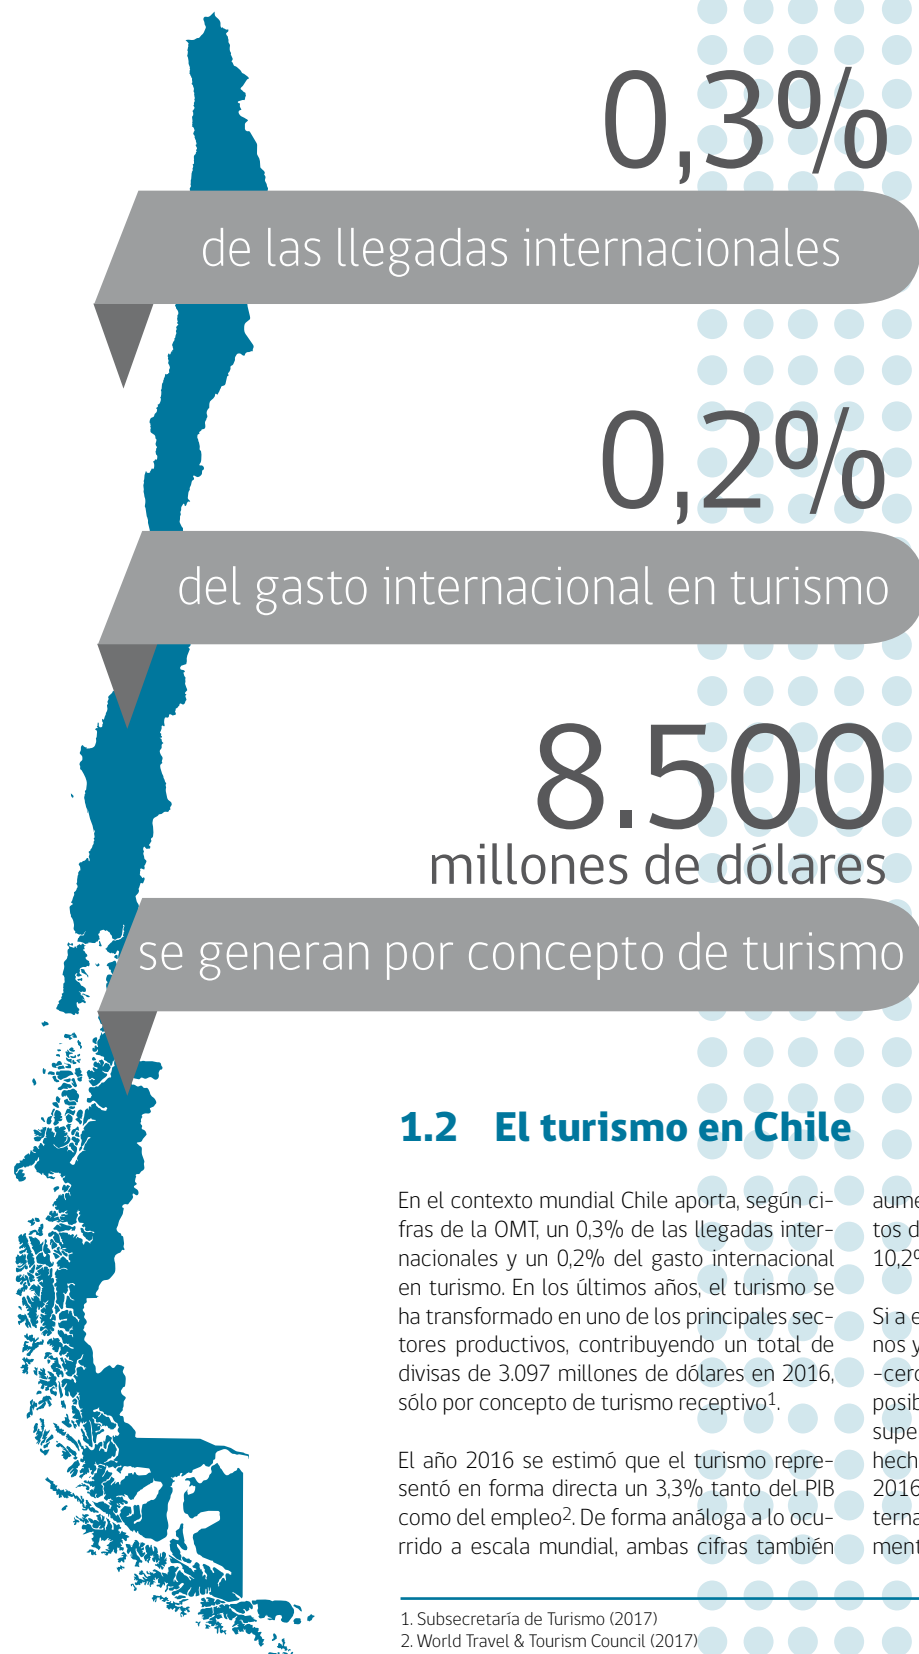 0,3%
de las llegadas internacionales
0,2%
del gasto internacional en turismo
8.500
millones de dólares
se generan por concepto de turismo
1.2 El turismo en Chile
En el contexto mundial Chile aporta, según ci-
fras de la OMT, un 0,3% de las llegadas inter-
nacionales y un 0,2% del gasto internacional
en turismo. En los últimos años, el turismo se
ha transformado en uno de los principales sec-
tores productivos, contribuyendo un total de
divisas de 3.097 millones de dólares en 2016,
sólo por concepto de turismo receptivo1.
El año 2016 se estimó que el turismo repre-
sentó en forma directa un 3,3% tanto del PIB
como del empleo2. De forma análoga a lo ocu-
rrido a escala mundial, ambas cifras también
tos d
10,2%
Si a e
nos y
2016
1. Subsecretaría de Turismo (2017)
2. World Travel & Tourism Council (2017)